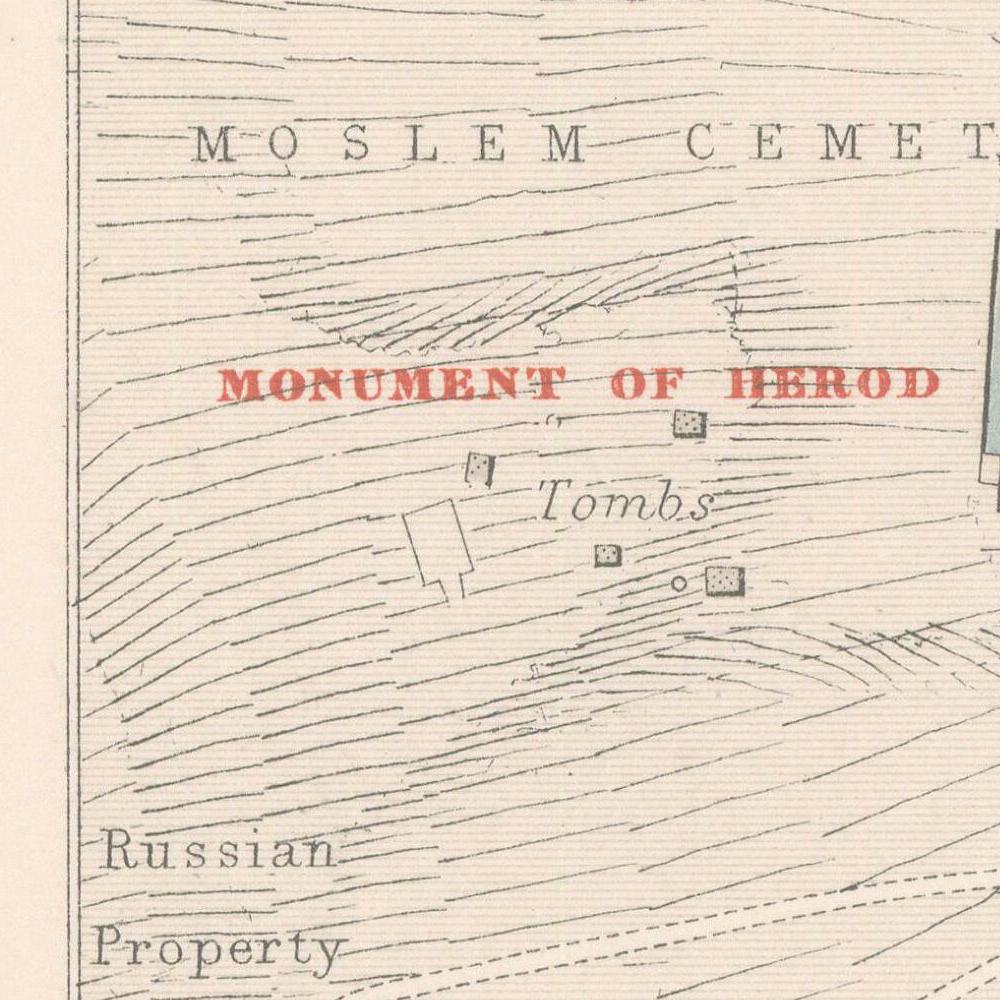 MOSLEM CEMET
MONUMENT OF HEROD
Tombs
Russian
Property